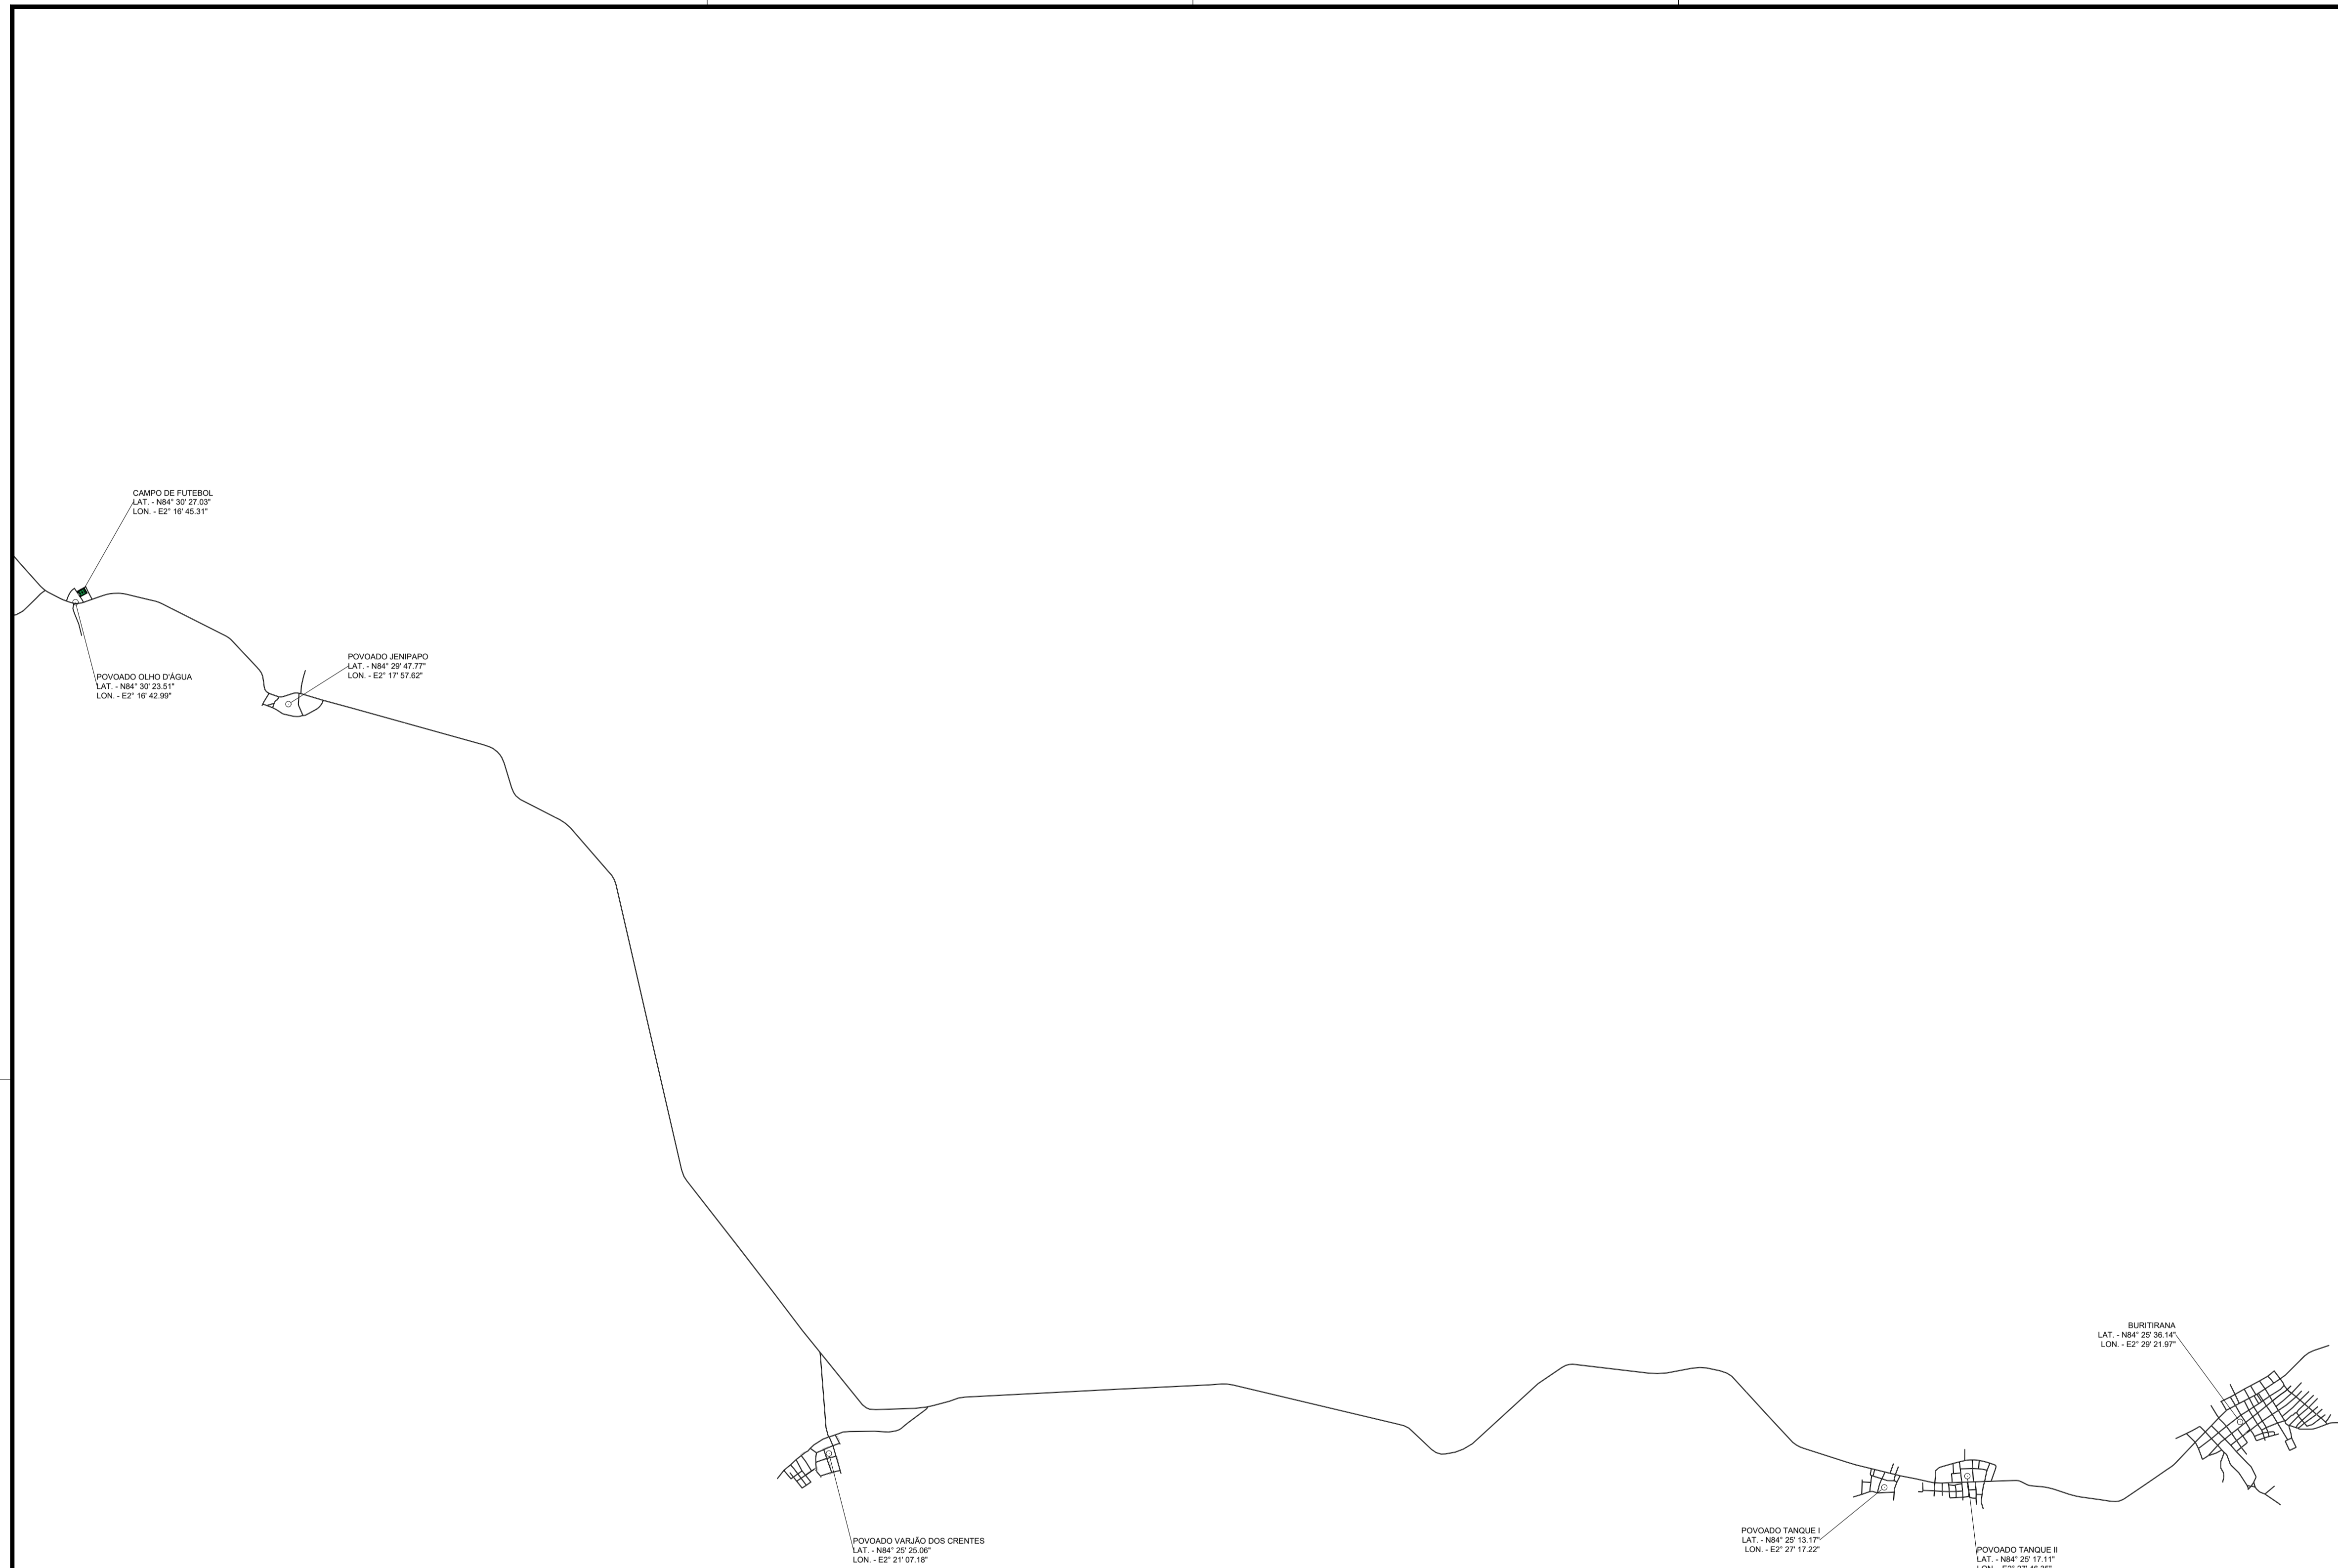 CAMPO DE FUTEBOL
LAT. - N84° 30' 27.03"
LON. - E2° 16' 45.31"
POVOADO JENIPAPO
LAT. - N84° 29' 47.77"
LON. - E2° 17' 57.62"
POVOADO OLHO D'ÁGUA
LAT. - N84° 30' 23.51"
LON. - E2° 16' 42.99"
BURITIRANA
LAT. - N84° 25' 36.14"
LON. - E2° 29' 21.97"
POVOADO VARJÃO DOS CRENTES
LAT. - N84° 25' 25.06"
LON. - E2° 21' 07.18"
POVOADO TANQUE I
LAT. - N84° 25' 13.17"
LON. - E2° 27' 17.22"
POVOADO TANQUE II
LAT. - N84° 25' 17.11"